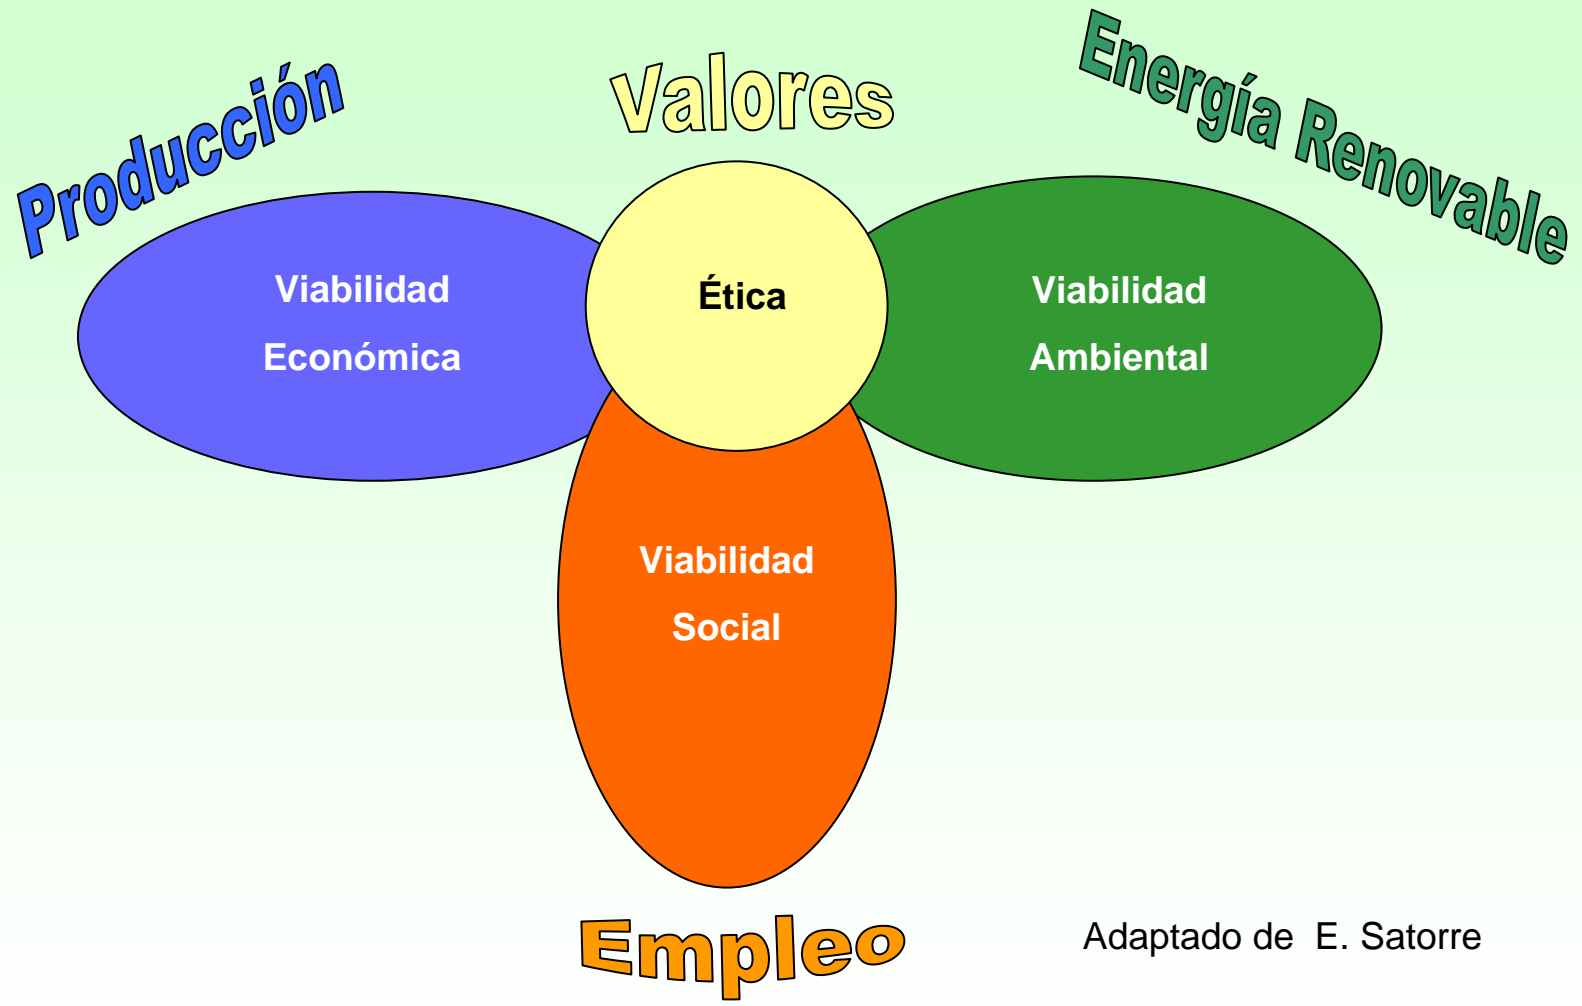 Producción
Valores
Energía Renovable
Viabilidad
Económica
Ética
Viabilidad
Ambiental
Viabilidad
Social
Empleo
Adaptado de E. Satorre